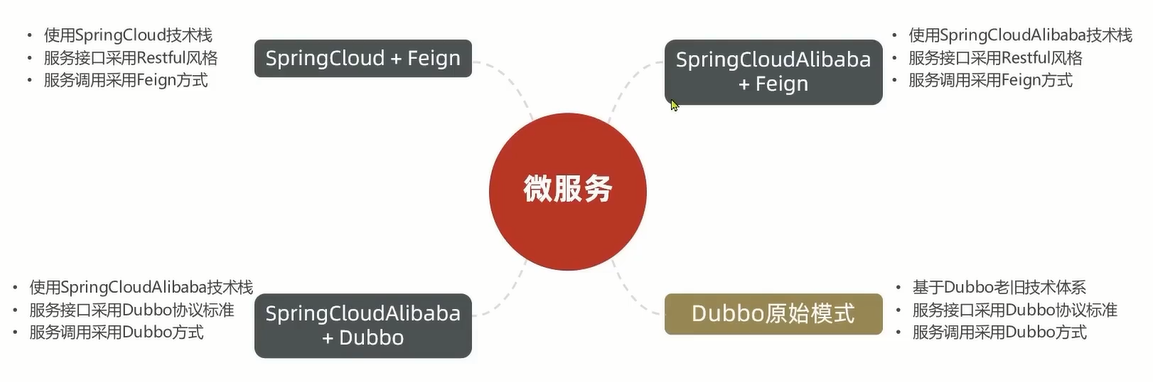 • 使用SpringCloud技术栈
• 服务接口采用Restful风格
• 服务调用采用Feign方式
SpringCloud + Feign
SpringCloudAlibaba
+ Feign
• 使用SpringCloudAlibaba技术栈
• 服务接口采用Restful风格
• 服务调用采用Feign方式
微服务
• 使用SpringCloudAlibaba技术栈
• 服务接口采用Dubbo协议标准
• 服务调用采用Dubbo方式
SpringCloudAlibaba
+ Dubbo
Dubbo原始模式
• 基于Dubbo老旧技术体系
• 服务接口采用Dubbo协议标准
• 服务调用采用Dubbo方式